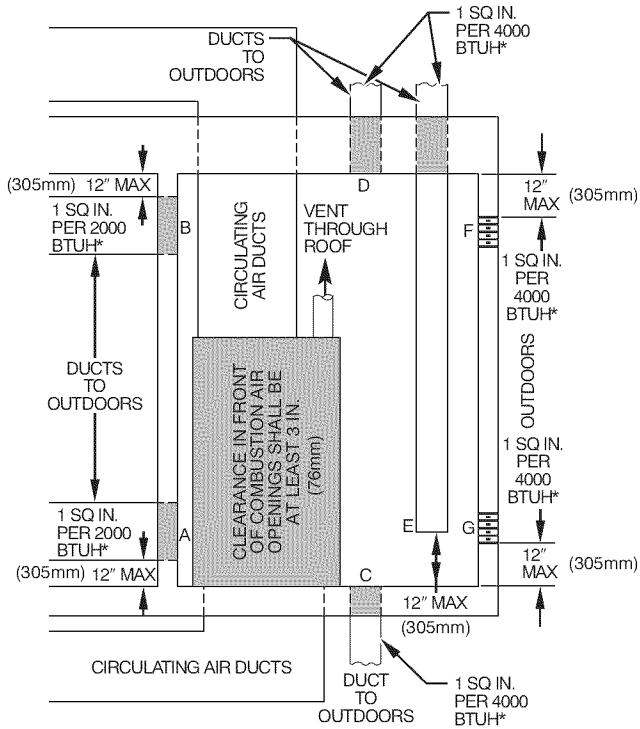 1 SQ IN.
PER 4000
BTUH*
DUCTS
TO
OUTDOORS
(305mm) 12" MAX
1 SQ IN.
PER 2000
BTUH*
B
D
CIRCULATING
AIR DUCTS
VENT
THROUGH
ROOF
F
12"
MAX
(305mm)
1 SQ IN.
PER
4000
BTUH*
DUCTS
TO
OUTDOORS
CLEARANCE IN FRONT
OF COMBUSTION AIR
OPENINGS SHALL BE
AT LEAST 3 IN.
(76mm)
OUTDOORS
1 SQ IN.
PER
4000
BTUH*
1 SQ IN.
PER 2000
BTUH*
A
E
G
(305mm) 12" MAX
C
12" MAX
(305mm)
12"
MAX
(305mm)
CIRCULATING AIR DUCTS
DUCT
TO
OUTDOORS
1 SQ IN.
PER 4000
BTUH*